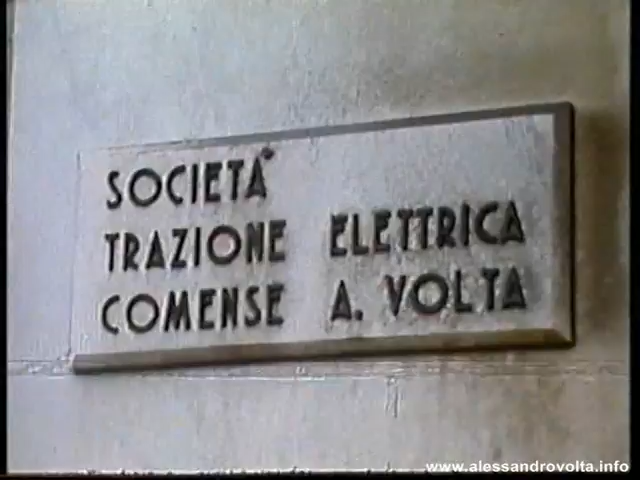 SOCIETÀ
TRAZIONE ELETTRICA
COMENSE A. VOLTA
www.alessandrovolta.info